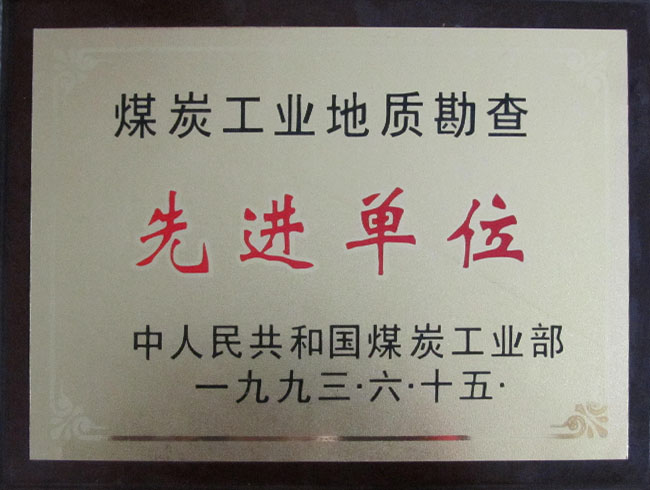 煤炭工业地质勘查
先进单位
中人民共和国煤炭工业部
一九九三·六·十五·